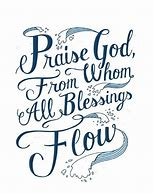 Praise God,
From Whom
All Blessings
Flow